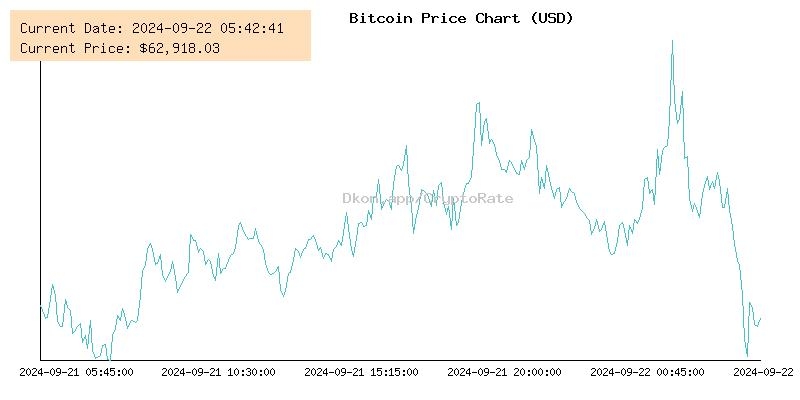 Bitcoin Price Chart (USD)
Current Date: 2024-09-22 05:42:41
Current Price: $62,918.03
Dkon.app/CryptoRate
2024-09-21 05:45:00 2024-09-21 10:30:00 2024-09-21 15:15:00 2024-09-21 20:00:00 2024-09-22 00:45:00 2024-09-22